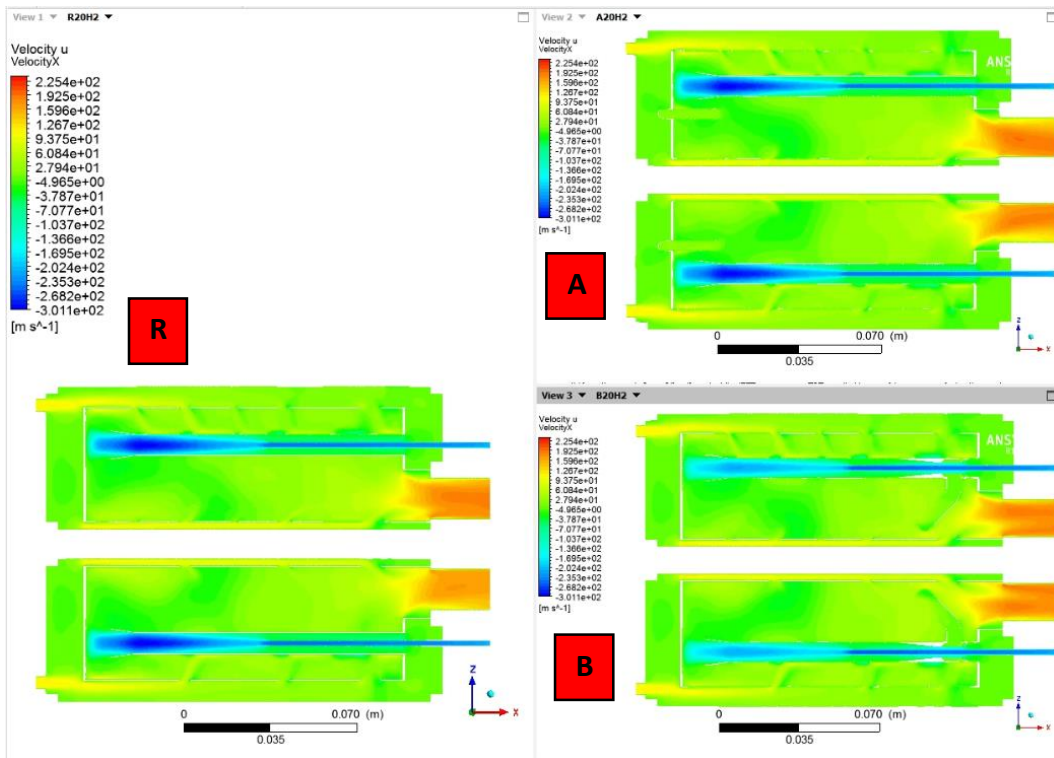 View 1 ▼ R20H2 ▼
Velocity u
VelocityX
2.254e+02
1.925e+02
1.596e+02
1.267e+02
9.375e+01
6.084e+01
2.794e+01
-4.965e+00
-3.787e+01
-7.077e+01
-1.037e+02
-1.366e+02
-1.695e+02
-2.024e+02
-2.353e+02
-2.682e+02
-3.011e+02
[m s^-1]
R
Z
X
0 0.070 (m)
0.035
View 2 ▼ A20H2 ▼
Velocity u
VelocityX
2.254e+02
1.925e+02
1.596e+02
1.267e+02
9.375e+01
6.084e+01
2.794e+01
-4.965e+00
-3.787e+01
-7.077e+01
-1.037e+02
-1.366e+02
-1.695e+02
-2.024e+02
-2.353e+02
-2.682e+02
-3.011e+02
[m s^-1]
ANS
A
Z
X
0 0.070 (m)
0.035
View 3 ▼ B20H2 ▼
Velocity u
VelocityX
2.254e+02
1.925e+02
1.596e+02
1.267e+02
9.375e+01
6.084e+01
2.794e+01
-4.965e+00
-3.787e+01
-7.077e+01
-1.037e+02
-1.366e+02
-1.695e+02
-2.024e+02
-2.353e+02
-2.682e+02
-3.011e+02
[m s^-1]
ANS
B
Z
X
0 0.070 (m)
0.035